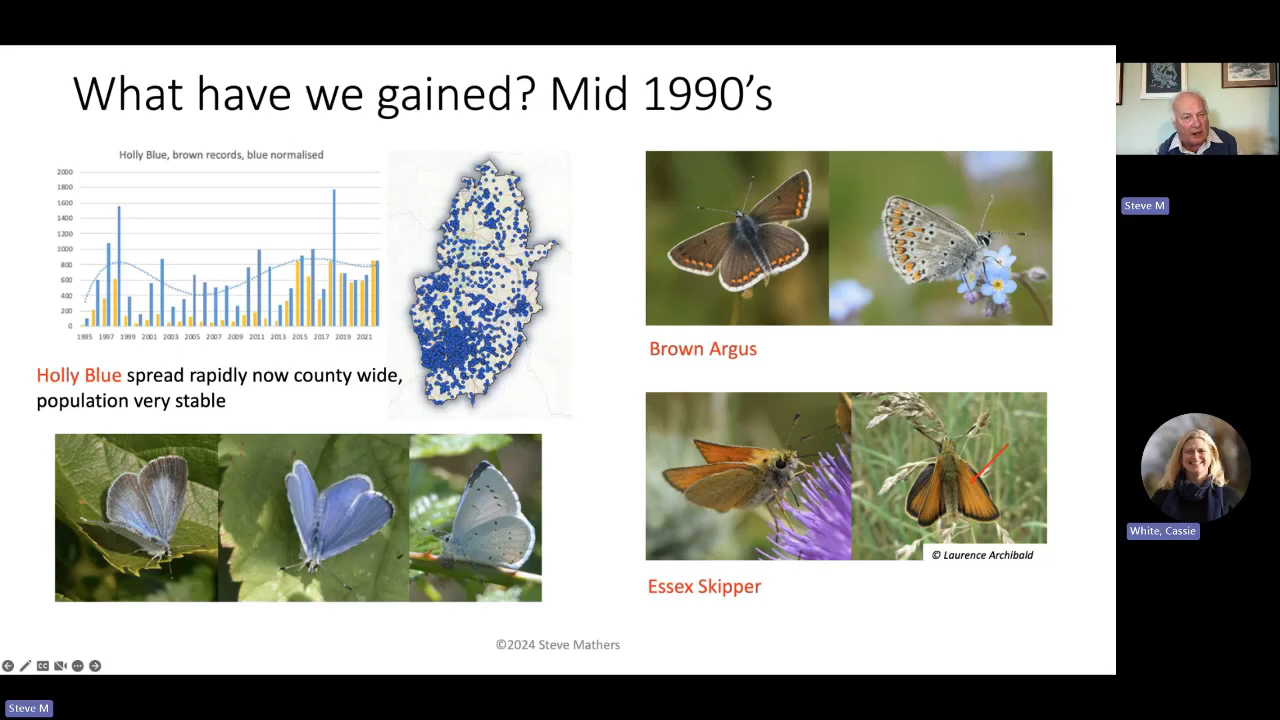 What have we gained? Mid 1990's
Holly Blue, brown records, blue normalised
2000
1800
1600
1400
1200
1000
800
600
400
200
0
1995 1997 1999 2001 2003 2005 2007 2009 2011 2013 2015 2017 2019 2021
Holly Blue spread rapidly now county wide,
population very stable
Brown Argus
© Laurence Archibald
Essex Skipper
©2024 Steve Mathers
CC
Steve M
Steve M
White, Cassie